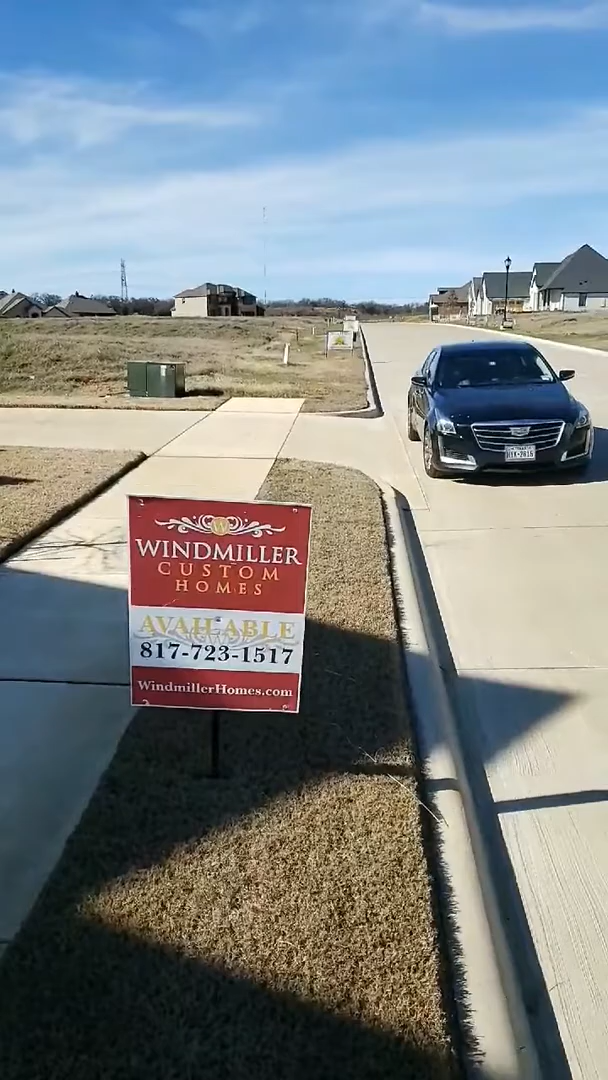 W
WINDMILLER
CUSTOM
HOMES
AVAILABLE
817-723-1517
WindmillerHomes.com